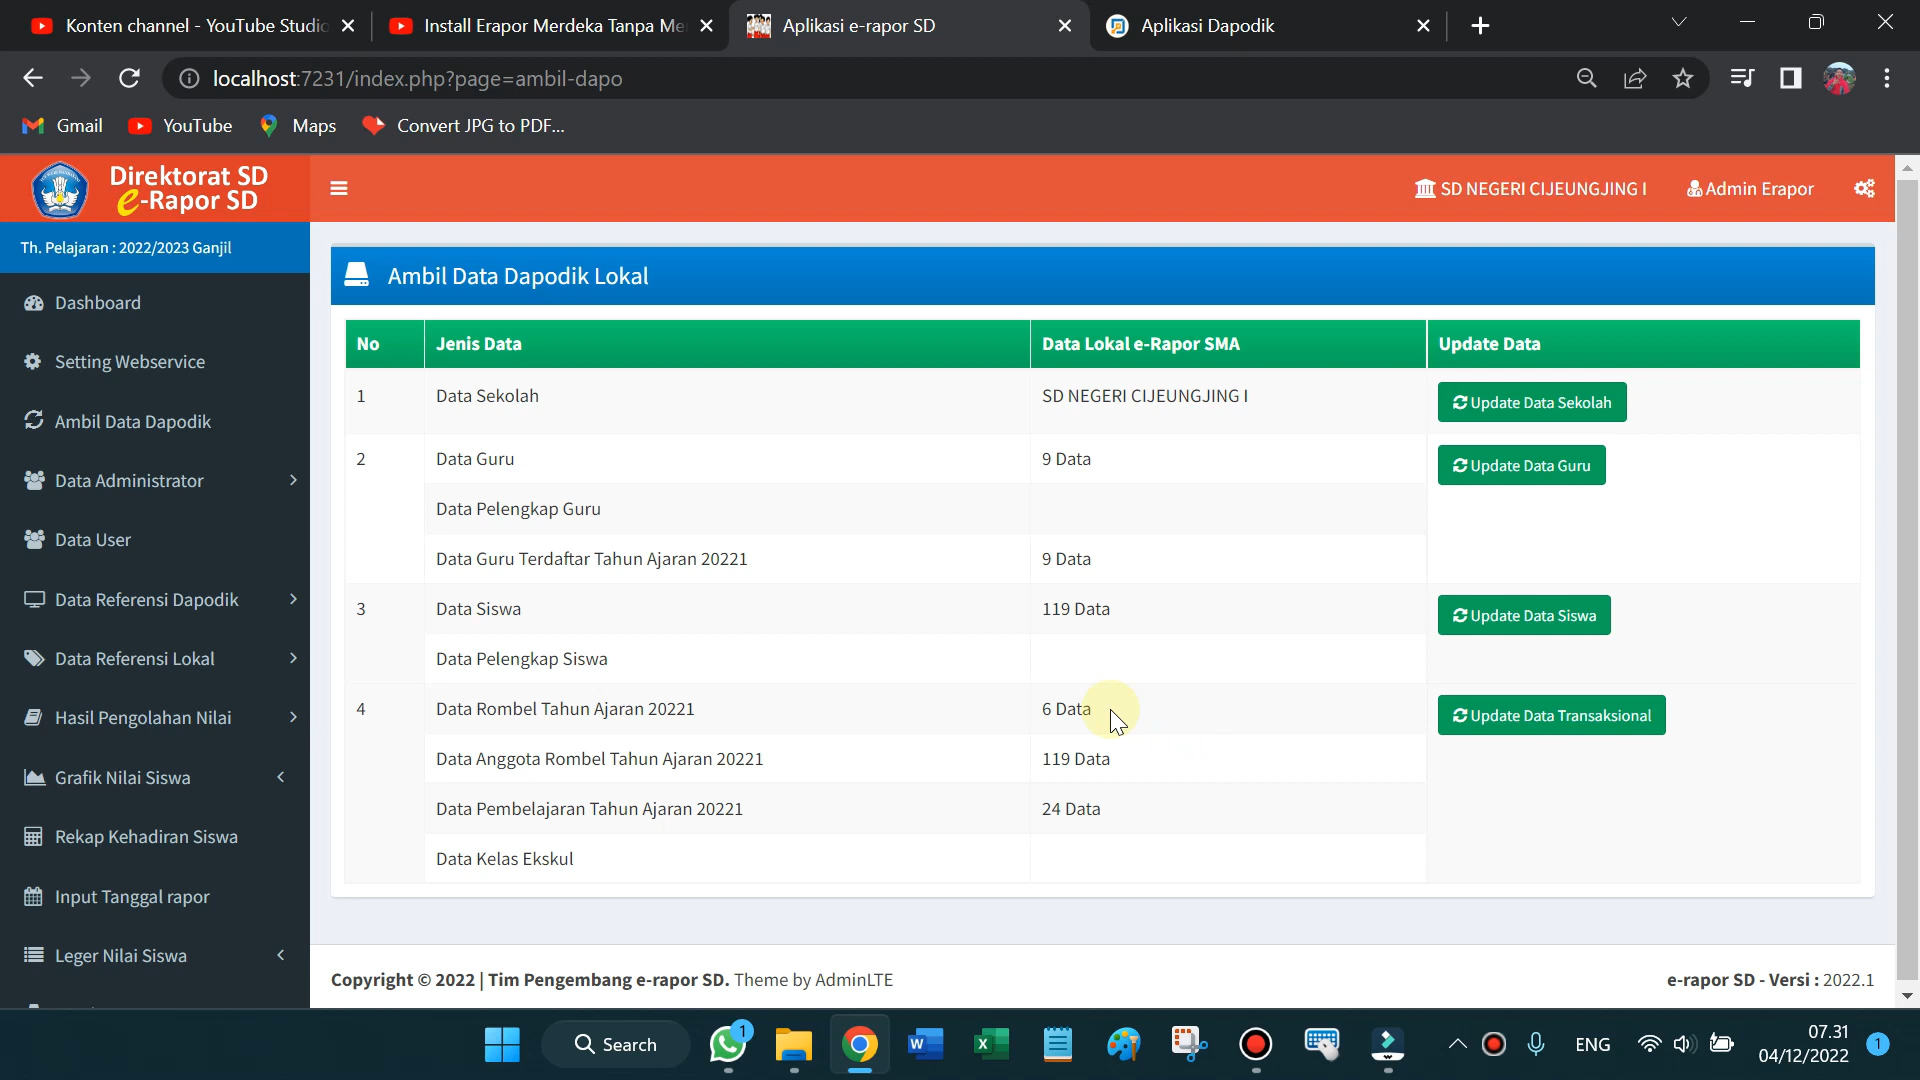 Konten channel - YouTube Studio
Install Erapor Merdeka Tanpa Me
Aplikasi e-rapor SD
Aplikasi Dapodik
localhost:7231/index.php?page=ambil-dapo
Gmail
YouTube
Maps
Convert JPG to PDF...
Direktorat SD
e-Rapor SD
SD NEGERI CIJEUNGJING I
Admin Erapor
Th. Pelajaran : 2022/2023 Ganjil
Dashboard
Setting Webservice
Ambil Data Dapodik
Data Administrator
Data User
Data Referensi Dapodik
Data Referensi Lokal
Hasil Pengolahan Nilai
Grafik Nilai Siswa
Rekap Kehadiran Siswa
Input Tanggal rapor
Leger Nilai Siswa
Ambil Data Dapodik Lokal
No Jenis Data Data Lokal e-Rapor SMA Update Data
1 Data Sekolah SD NEGERI CIJEUNGJING I Update Data Sekolah
2 Data Guru 9 Data Update Data Guru
Data Pelengkap Guru
Data Guru Terdaftar Tahun Ajaran 20221 9 Data
3 Data Siswa 119 Data Update Data Siswa
Data Pelengkap Siswa
4 Data Rombel Tahun Ajaran 20221 6 Data Update Data Transaksional
Data Anggota Rombel Tahun Ajaran 20221 119 Data
Data Pembelajaran Tahun Ajaran 20221 24 Data
Data Kelas Ekskul
Copyright © 2022 | Tim Pengembang e-rapor SD. Theme by AdminLTE
e-rapor SD - Versi : 2022.1
Search
1
W
X
ENG
07.31
04/12/2022
1